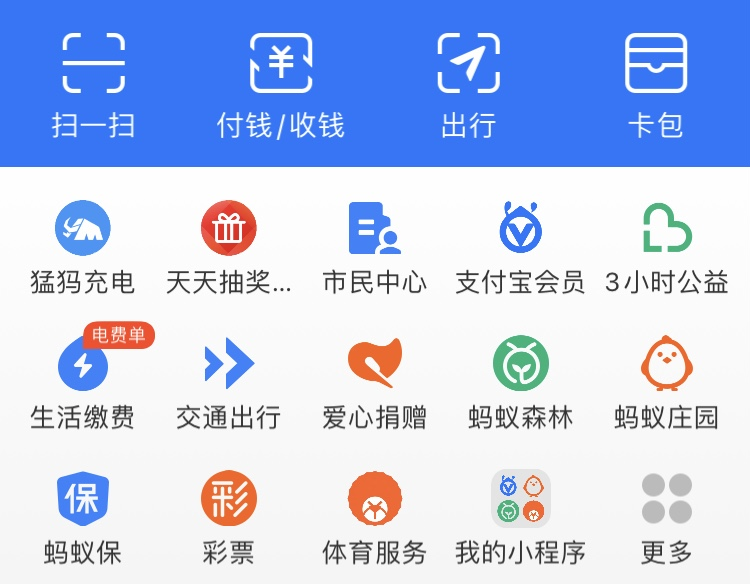 扫一扫
付钱/收钱
出行
卡包
猛犸充电
天天抽奖...
市民中心
支付宝会员
3小时公益
电费单
生活缴费
交通出行
爱心捐赠
蚂蚁森林
蚂蚁庄园
保
蚂蚁保
彩
彩票
体育服务
我的小程序
更多